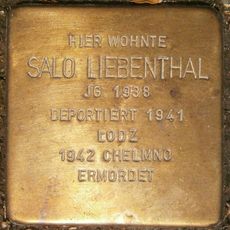 HIER WOHNTE
SALO LIEBENTHAL
JG 1938
DEPORTIERT 1941
LODZ
1942 CHELMNO
ERMORDET